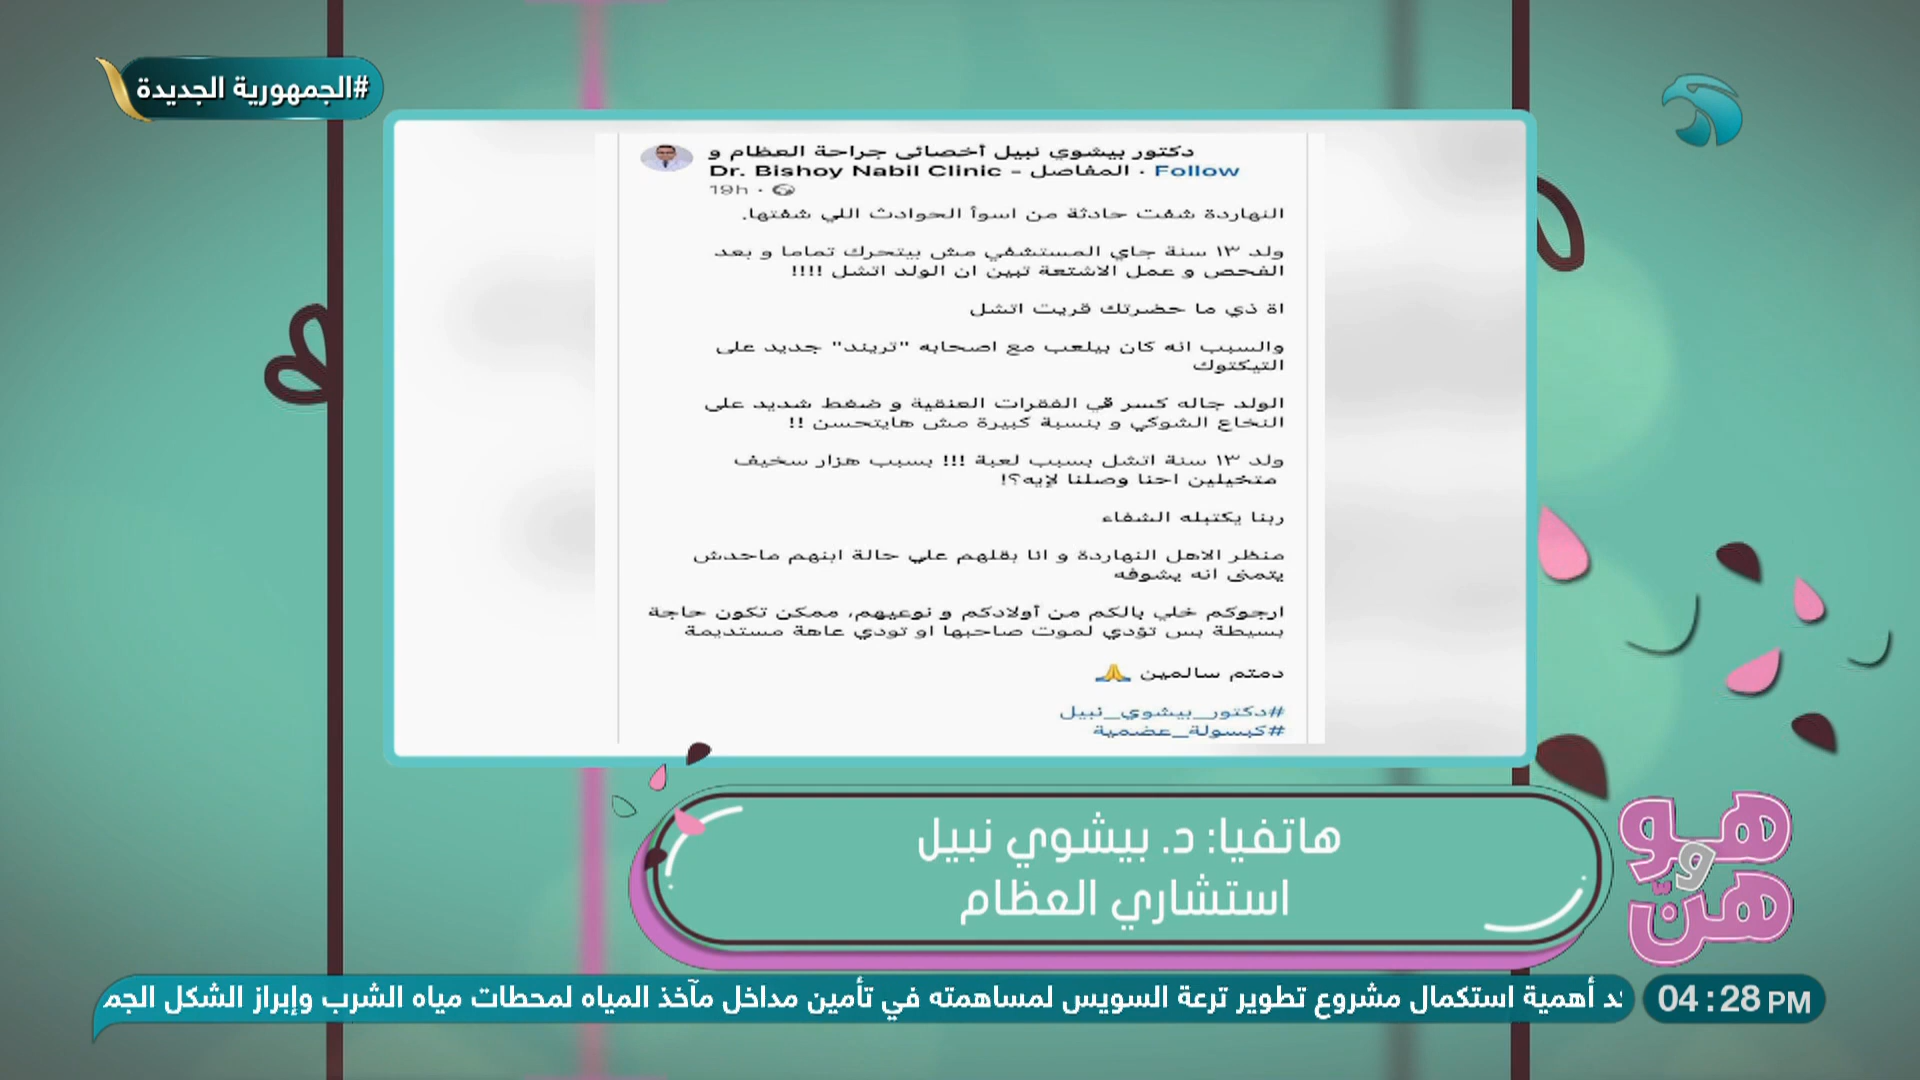 #الجمهورية الجديدة
دكتور بيشوي نبيل أخصائى جراحة العظام و
المفاصل - Dr. Bishoy Nabil Clinic · Follow
19h ·
النهاردة شفت حادثة من اسوأ الحوادث اللي شفتها.
ولد ١٣ سنة جاي المستشفي مش بيتحرك تماما و بعد
الفحص و عمل الاشتعة تبين ان الولد اتشل !!!!
اة ذي ما حضرتك قريت اتشل
والسبب انه كان بيلعب مع اصحابه "تريند" جديد على
التيكتوك
الولد جاله كسر في الفقرات العنقية و ضغط شديد على
النخاع الشوكي و بنسبة كبيرة مش هايتحسن !!
ولد ١٣ سنة اتشل بسبب لعبة !!! بسبب هزار سخيف
متخيلين احنا وصلنا لإيه؟!
ربنا يكتبله الشفاء
منظر الاهل النهاردة و انا بقلهم علي حالة ابنهم ماحدش
يتمنى انه يشوفه
ارجوكم خلي بالكم من أولادكم و نوعيهم، ممكن تكون حاجة
بسيطة بس تؤدي لموت صاحبها او تودي عاهة مستديمة
دمتم سالمين 🙏
#دكتور_بيشوي_نبيل
#كبسولة_عضمية
هاتفيا: د. بيشوي نبيل
استشاري العظام
هو
و
هن
أهمية استكمال مشروع تطوير ترعة السويس لمساهمته في تأمين مداخل مآخذ المياه لمحطات مياه الشرب وإبراز الشكل
04:28 PM